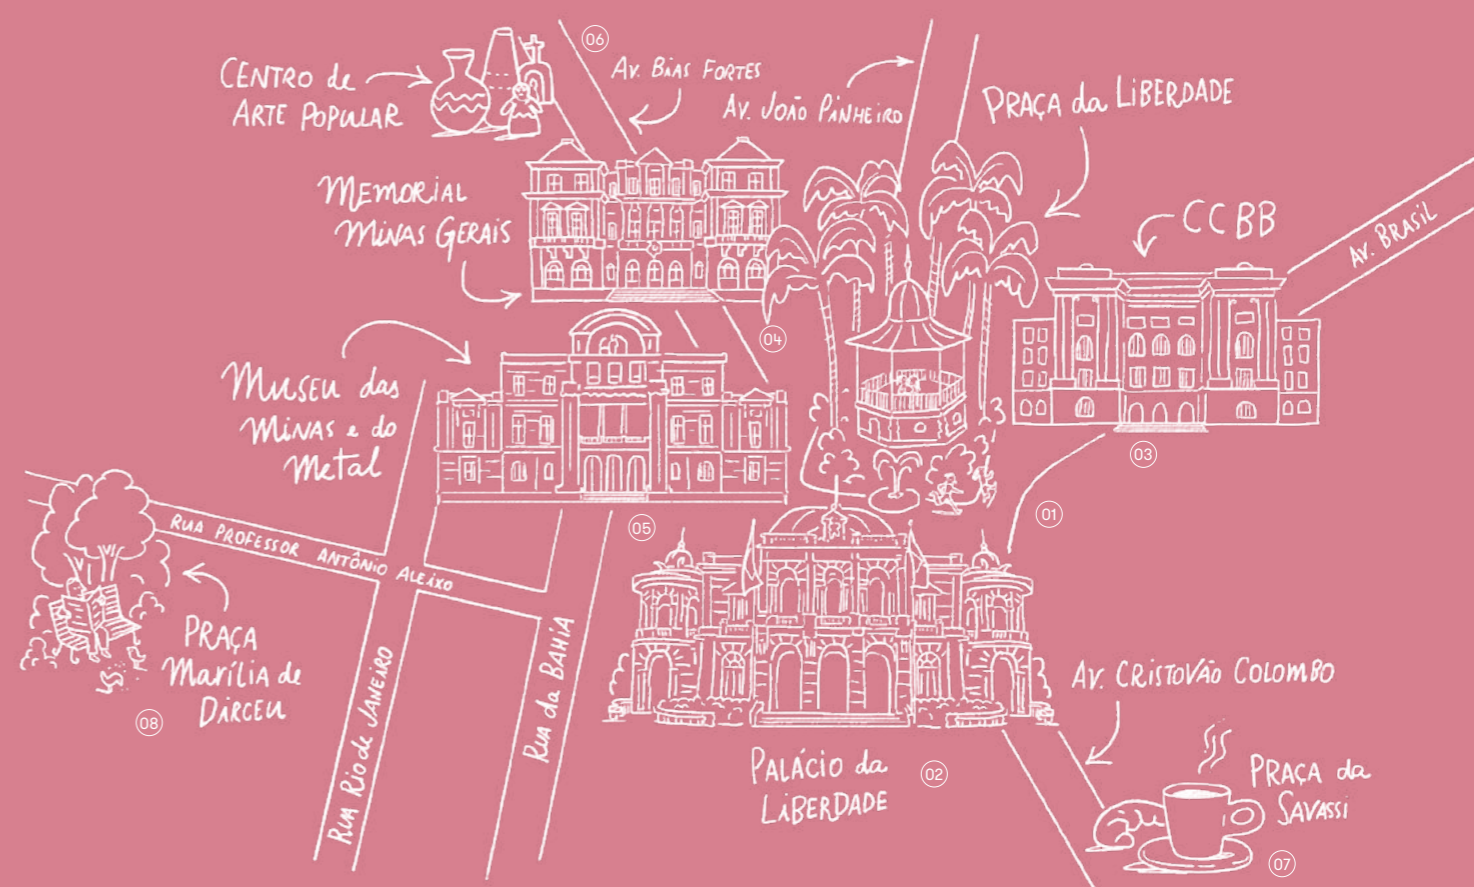 06
CENTRO de
ARTE POPULAR
AV. BIAS FORTES
AV. JOÃO PINHEIRO
PRAÇA da LIBERDADE
MEMORIAL
MINAS GERAIS
CCBB
AV. BRASIL
04
MUSEU das
MINAS e do
Metal
03
05
01
RUA PROFESSOR ANTÔNIO ALEIXO
PRAÇA
Marília de
DIRCEU
08
RUA Rio de JANEIRO
RUA da BAHIA
AV. CRISTOVÃO COLOMBO
PALÁCIO da
LIBERDADE
02
PRAÇA da
SAVASSI
07